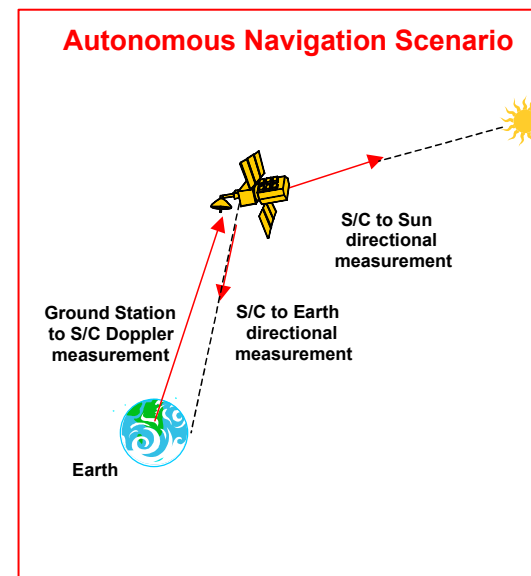 Autonomous Navigation Scenario
S/C to Sun
directional
measurement
Ground Station
to S/C Doppler
measurement
S/C to Earth
directional
measurement
Earth